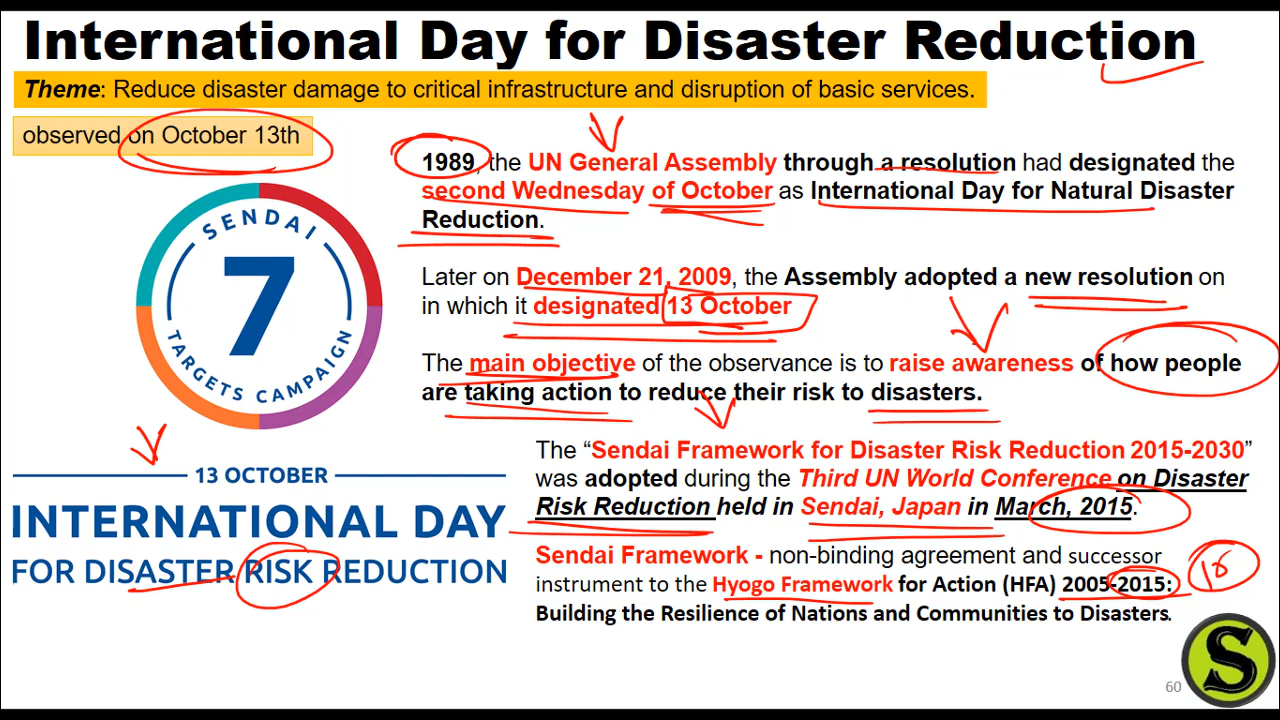 International Day for Disaster Reduction
Theme: Reduce disaster damage to critical infrastructure and disruption of basic services.
observed on October 13th
1989, the UN General Assembly through a resolution had designated the
second Wednesday of October as International Day for Natural Disaster
Reduction.
Later on December 21, 2009, the Assembly adopted a new resolution on
in which it designated 13 October
The main objective of the observance is to raise awareness of how people
are taking action to reduce their risk to disasters.
SENDAI
7
TARGETS CAMPAIGN
13 OCTOBER
INTERNATIONAL DAY
FOR DISASTER RISK REDUCTION
The “Sendai Framework for Disaster Risk Reduction 2015-2030”
was adopted during the Third UN World Conference on Disaster
Risk Reduction held in Sendai, Japan in March, 2015.
Sendai Framework - non-binding agreement and successor
instrument to the Hyogo Framework for Action (HFA) 2005-2015:
Building the Resilience of Nations and Communities to Disasters.
60
S